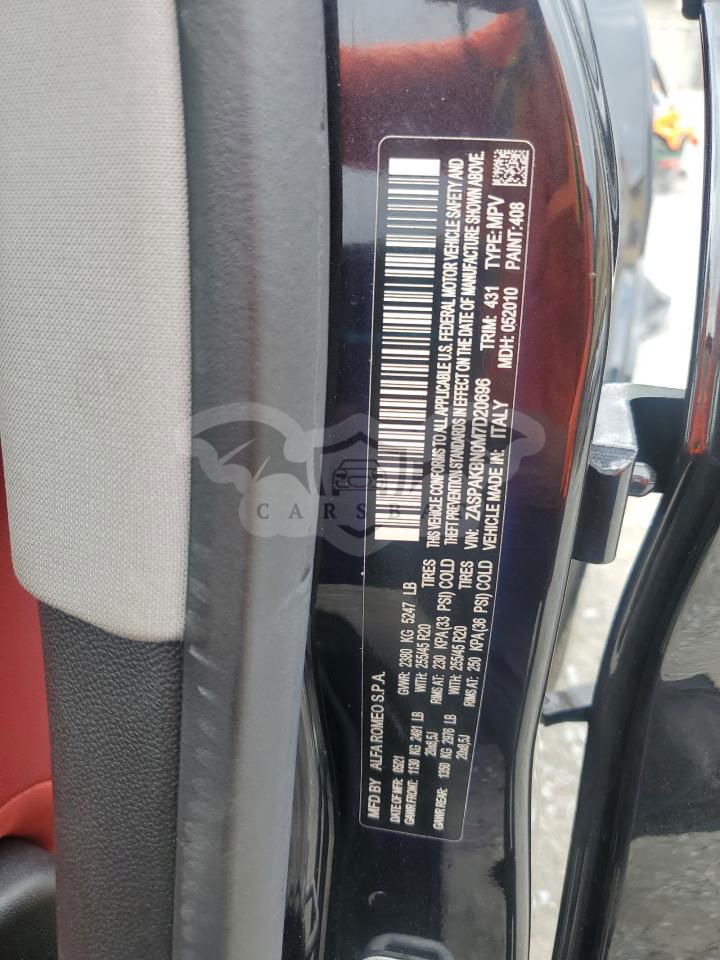 MFD BY ALFA ROMEO S.P.A.
DATE OF MFR: 05/21 GVWR: 2380 KG 5247 LB
GAWR FRONT: 1130 KG 2491 LB WITH: 255/45 R20 TIRES
20x8,5J RIMS AT: 230 KPA(33 PSI) COLD
GAWR REAR: 1350 KG 2976 LB WITH: 255/45 R20 TIRES
20x8,5J RIMS AT: 250 KPA(36 PSI) COLD
THIS VEHICLE CONFORMS TO ALL APPLICABLE U.S. FEDERAL MOTOR VEHICLE SAFETY AND
THEFT PREVENTION STANDARDS IN EFFECT ON THE DATE OF MANUFACTURE SHOWN ABOVE
VIN: ZASPAKBN0M7D20696 TRIM: 431 TYPE: MPV
VEHICLE MADE IN: ITALY MDH: 052010 PAINT: 408
CARSBA